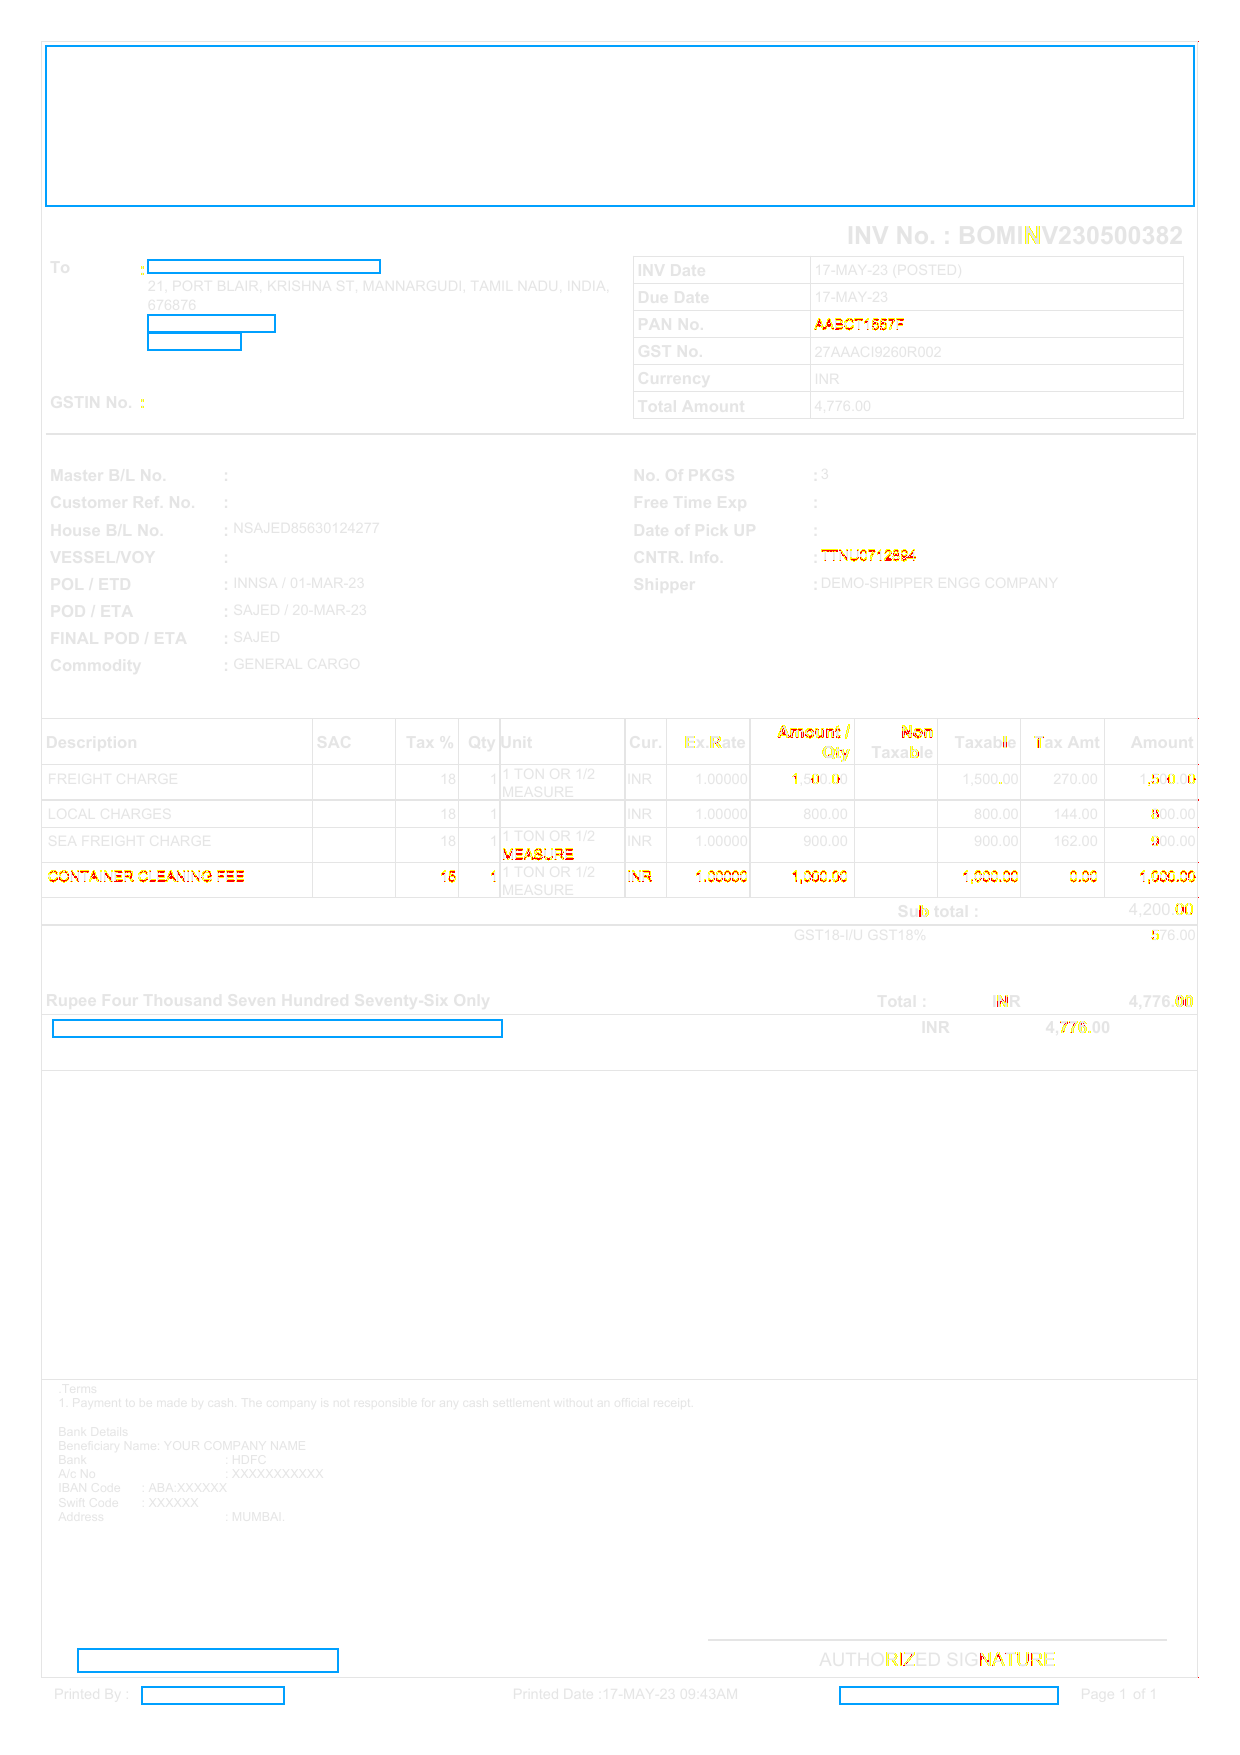 INV No. : BOMINV230500382
To :
21, PORT BLAIR, KRISHNA ST, MANNARGUDI, TAMIL NADU, INDIA,
676876
GSTIN No. :
INV Date 17-MAY-23 (POSTED)
Due Date 17-MAY-23
PAN No.
GST No. 27AAACI9260R002
Currency INR
Total Amount 4,776.00
Master B/L No. :
Customer Ref. No. :
House B/L No. : NSAJED85630124277
VESSEL/VOY :
POL / ETD : INNSA / 01-MAR-23
POD / ETA : SAJED / 20-MAR-23
FINAL POD / ETA : SAJED
Commodity : GENERAL CARGO
No. Of PKGS : 3
Free Time Exp :
Date of Pick UP :
CNTR. Info. : TTNU0712694
Shipper : DEMO-SHIPPER ENGG COMPANY
Description SAC Tax % Qty Unit Cur. Ex.Rate Amount / Qty Non Taxable Taxable Tax Amt Amount
FREIGHT CHARGE 18 1 1 TON OR 1/2 MEASURE INR 1.00000 1,500.00 1,500.00 270.00 1,500.00
LOCAL CHARGES 18 1 INR 1.00000 800.00 800.00 144.00 800.00
SEA FREIGHT CHARGE 18 1 1 TON OR 1/2 MEASURE INR 1.00000 900.00 900.00 162.00 900.00
CONTAINER CLEANING FEE 18 1 1 TON OR 1/2 MEASURE INR 1.00000 1,000.00 1,000.00 0.00 1,000.00
Sub total : 4,200.00
GST18-I/U GST18% 576.00
Rupee Four Thousand Seven Hundred Seventy-Six Only Total : INR 4,776.00
INR 4,776.00
.Terms
1. Payment to be made by cash. The company is not responsible for any cash settlement without an official receipt.
Bank Details
Beneficiary Name: YOUR COMPANY NAME
Bank : HDFC
A/c No : XXXXXXXXXXX
IBAN Code : ABA:XXXXXX
Swift Code : XXXXXX
Address : MUMBAI.
AUTHORIZED SIGNATURE
Printed By : Printed Date :17-MAY-23 09:43AM Page 1 of 1